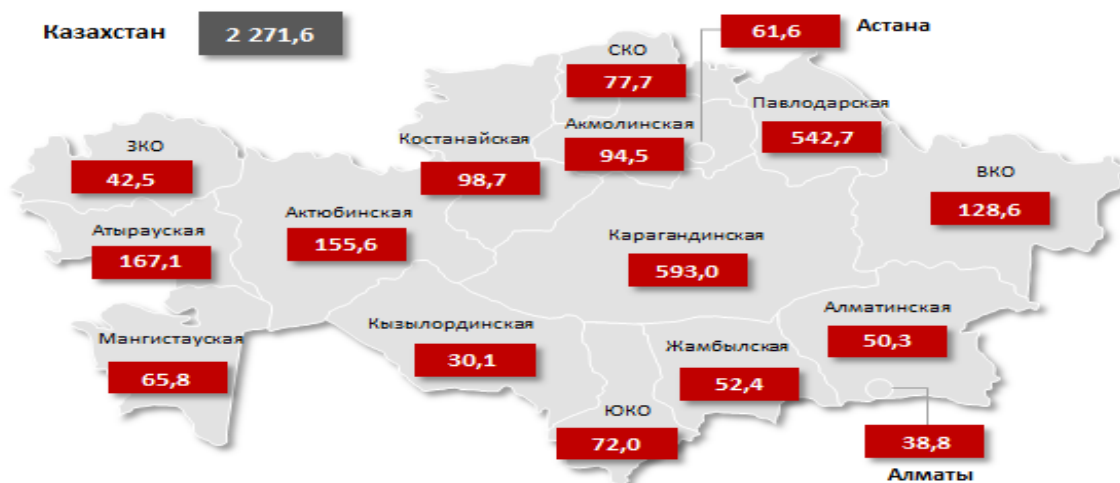 Казахстан 2 271,6
61,6 Астана
СКО
77,7
Павлодарская
542,7
Акмолинская
94,5
Костанайская
98,7
ЗКО
42,5
ВКО
128,6
Актюбинская
155,6
Атырауская
167,1
Карагандинская
593,0
Алматинская
50,3
Кызылординская
30,1
Мангистауская
65,8
Жамбылская
52,4
ЮКО
72,0
38,8
Алматы